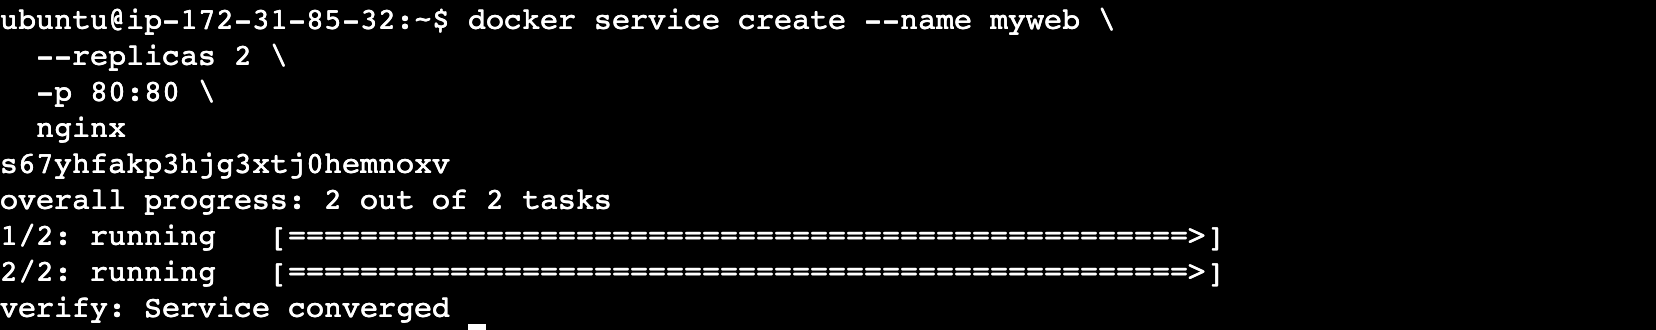 ubuntu@ip-172-31-85-32:~$ docker service create --name myweb \
  --replicas 2 \
  -p 80:80 \
  nginx
s67yhfakp3hjg3xtj0hemnoxv
overall progress: 2 out of 2 tasks
1/2: running   [==================================================>]
2/2: running   [==================================================>]
verify: Service converged